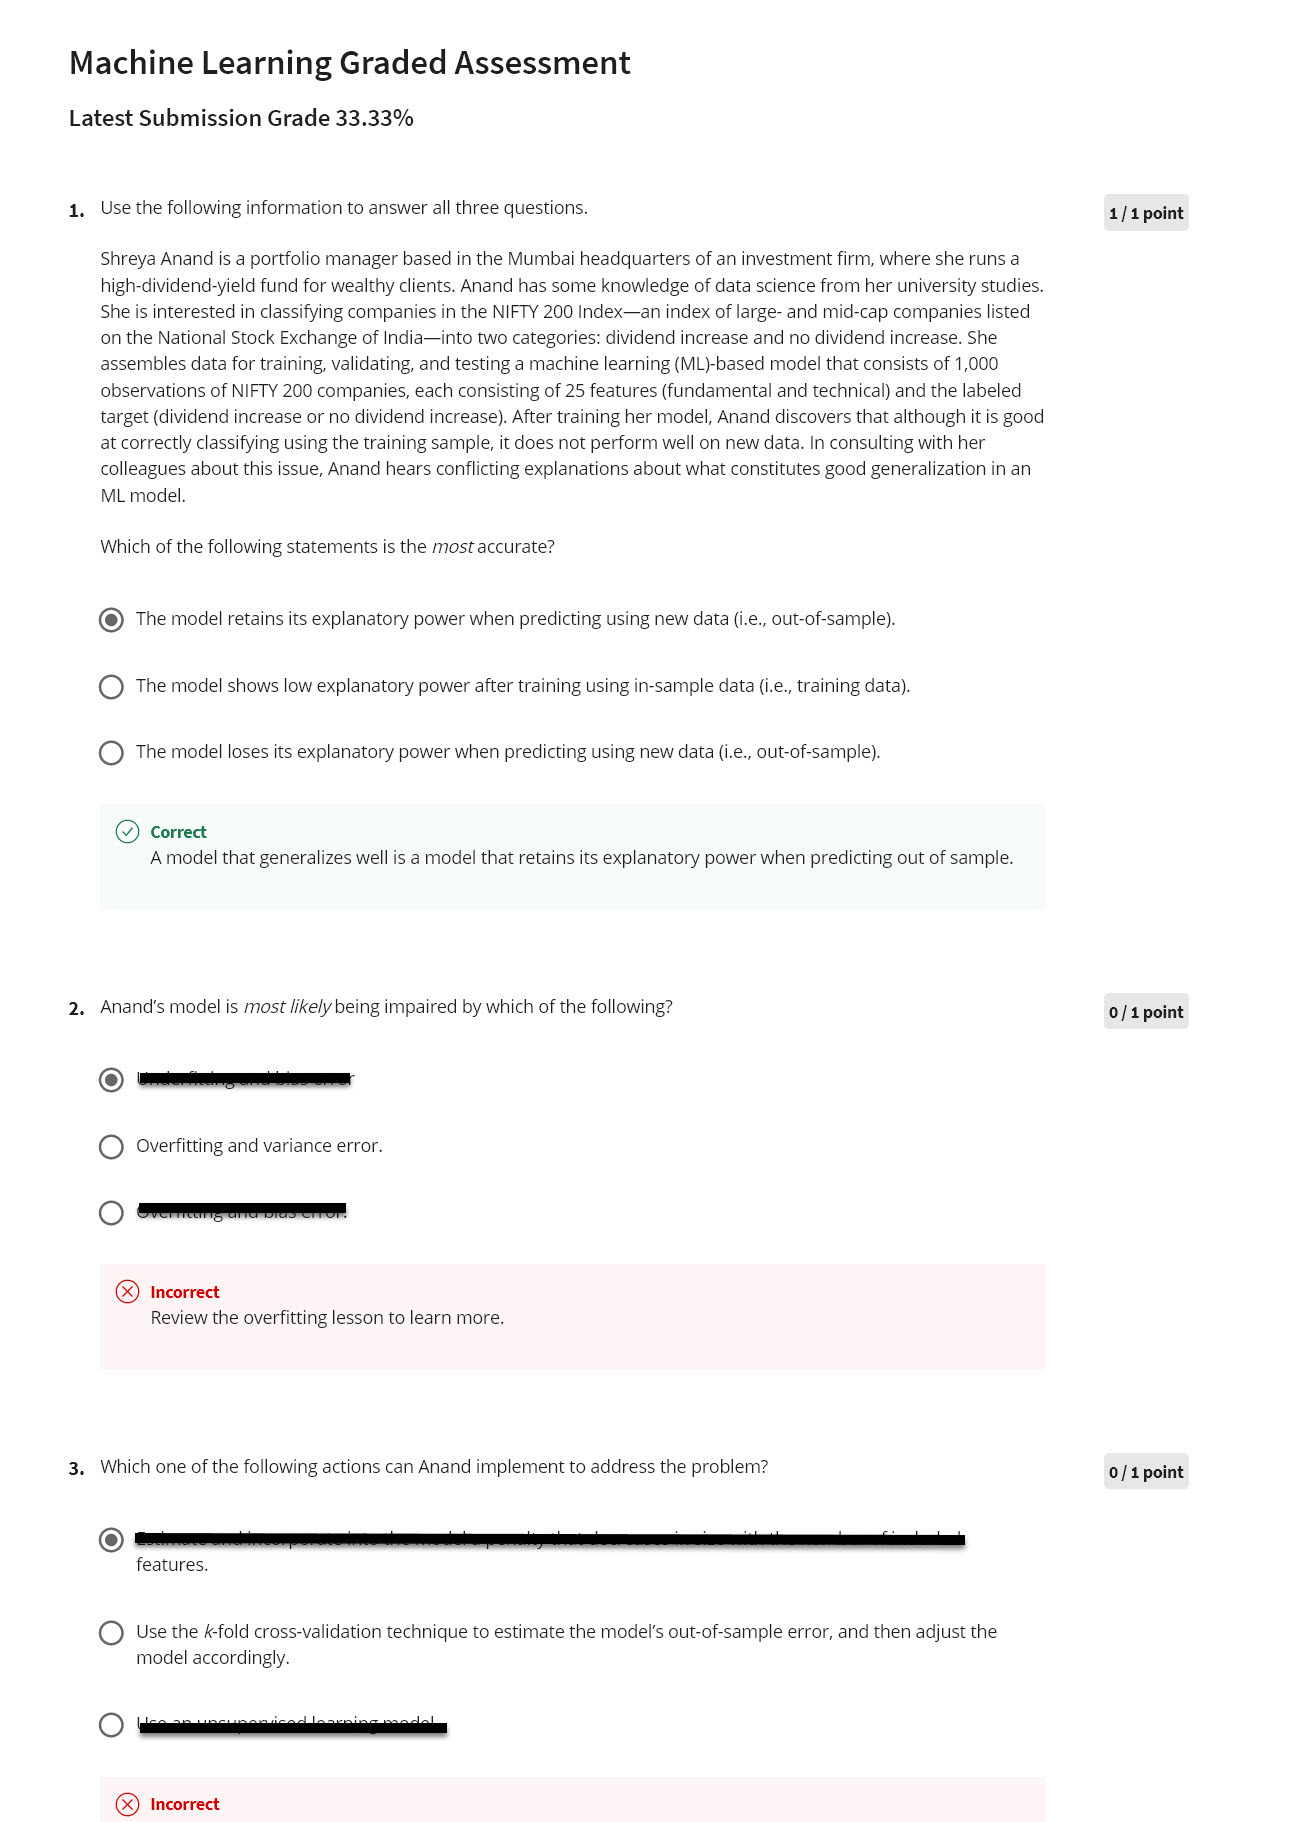 Machine Learning Graded Assessment
Latest Submission Grade 33.33%
1. Use the following information to answer all three questions.
1 / 1 point
Shreya Anand is a portfolio manager based in the Mumbai headquarters of an investment firm, where she runs a
high-dividend-yield fund for wealthy clients. Anand has some knowledge of data science from her university studies.
She is interested in classifying companies in the NIFTY 200 Index—an index of large- and mid-cap companies listed
on the National Stock Exchange of India—into two categories: dividend increase and no dividend increase. She
assembles data for training, validating, and testing a machine learning (ML)-based model that consists of 1,000
observations of NIFTY 200 companies, each consisting of 25 features (fundamental and technical) and the labeled
target (dividend increase or no dividend increase). After training her model, Anand discovers that although it is good
at correctly classifying using the training sample, it does not perform well on new data. In consulting with her
colleagues about this issue, Anand hears conflicting explanations about what constitutes good generalization in an
ML model.
Which of the following statements is the most accurate?
The model retains its explanatory power when predicting using new data (i.e., out-of-sample).
The model shows low explanatory power after training using in-sample data (i.e., training data).
The model loses its explanatory power when predicting using new data (i.e., out-of-sample).
Correct
A model that generalizes well is a model that retains its explanatory power when predicting out of sample.
2. Anand’s model is most likely being impaired by which of the following?
0 / 1 point
Overfitting and variance error.
Incorrect
Review the overfitting lesson to learn more.
3. Which one of the following actions can Anand implement to address the problem?
0 / 1 point
features.
Use the k-fold cross-validation technique to estimate the model’s out-of-sample error, and then adjust the
model accordingly.
Incorrect